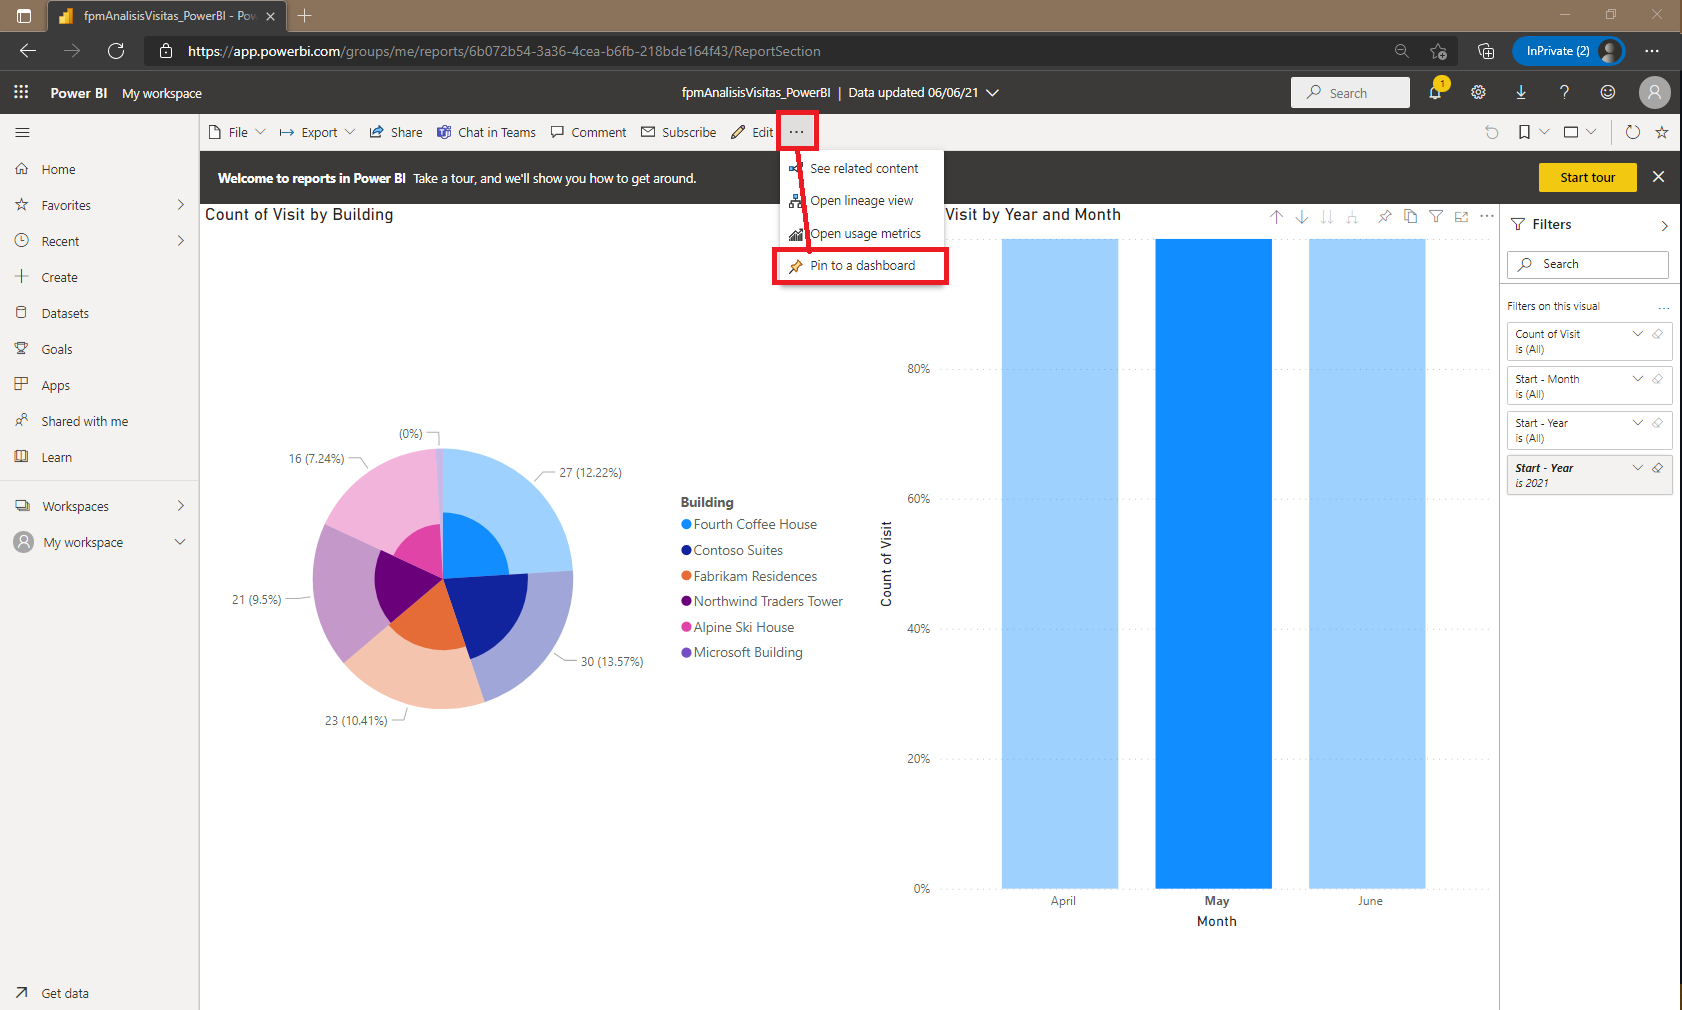 fpmAnalisisVisitas_PowerBI - Pow
https://app.powerbi.com/groups/me/reports/6b072b54-3a36-4cea-b6fb-218bde164f43/ReportSection
InPrivate (2)
Power BI My workspace
fpmAnalisisVisitas_PowerBI | Data updated 06/06/21
Search
1
File Export Share Chat in Teams Comment Subscribe Edit ...
Welcome to reports in Power BI Take a tour, and we'll show you how to get around.
Start tour
See related content
Open lineage view
Open usage metrics
Pin to a dashboard
Home
Favorites
Recent
Create
Datasets
Goals
Apps
Shared with me
Learn
Workspaces
My workspace
Get data
Count of Visit by Building
(0%)
16 (7.24%)
27 (12.22%)
21 (9.5%)
30 (13.57%)
23 (10.41%)
Building
Fourth Coffee House
Contoso Suites
Fabrikam Residences
Northwind Traders Tower
Alpine Ski House
Microsoft Building
Visit by Year and Month
Count of Visit
80%
60%
40%
20%
0%
April
May
June
Month
Filters
Search
Filters on this visual
Count of Visit
is (All)
Start - Month
is (All)
Start - Year
is (All)
Start - Year
is 2021